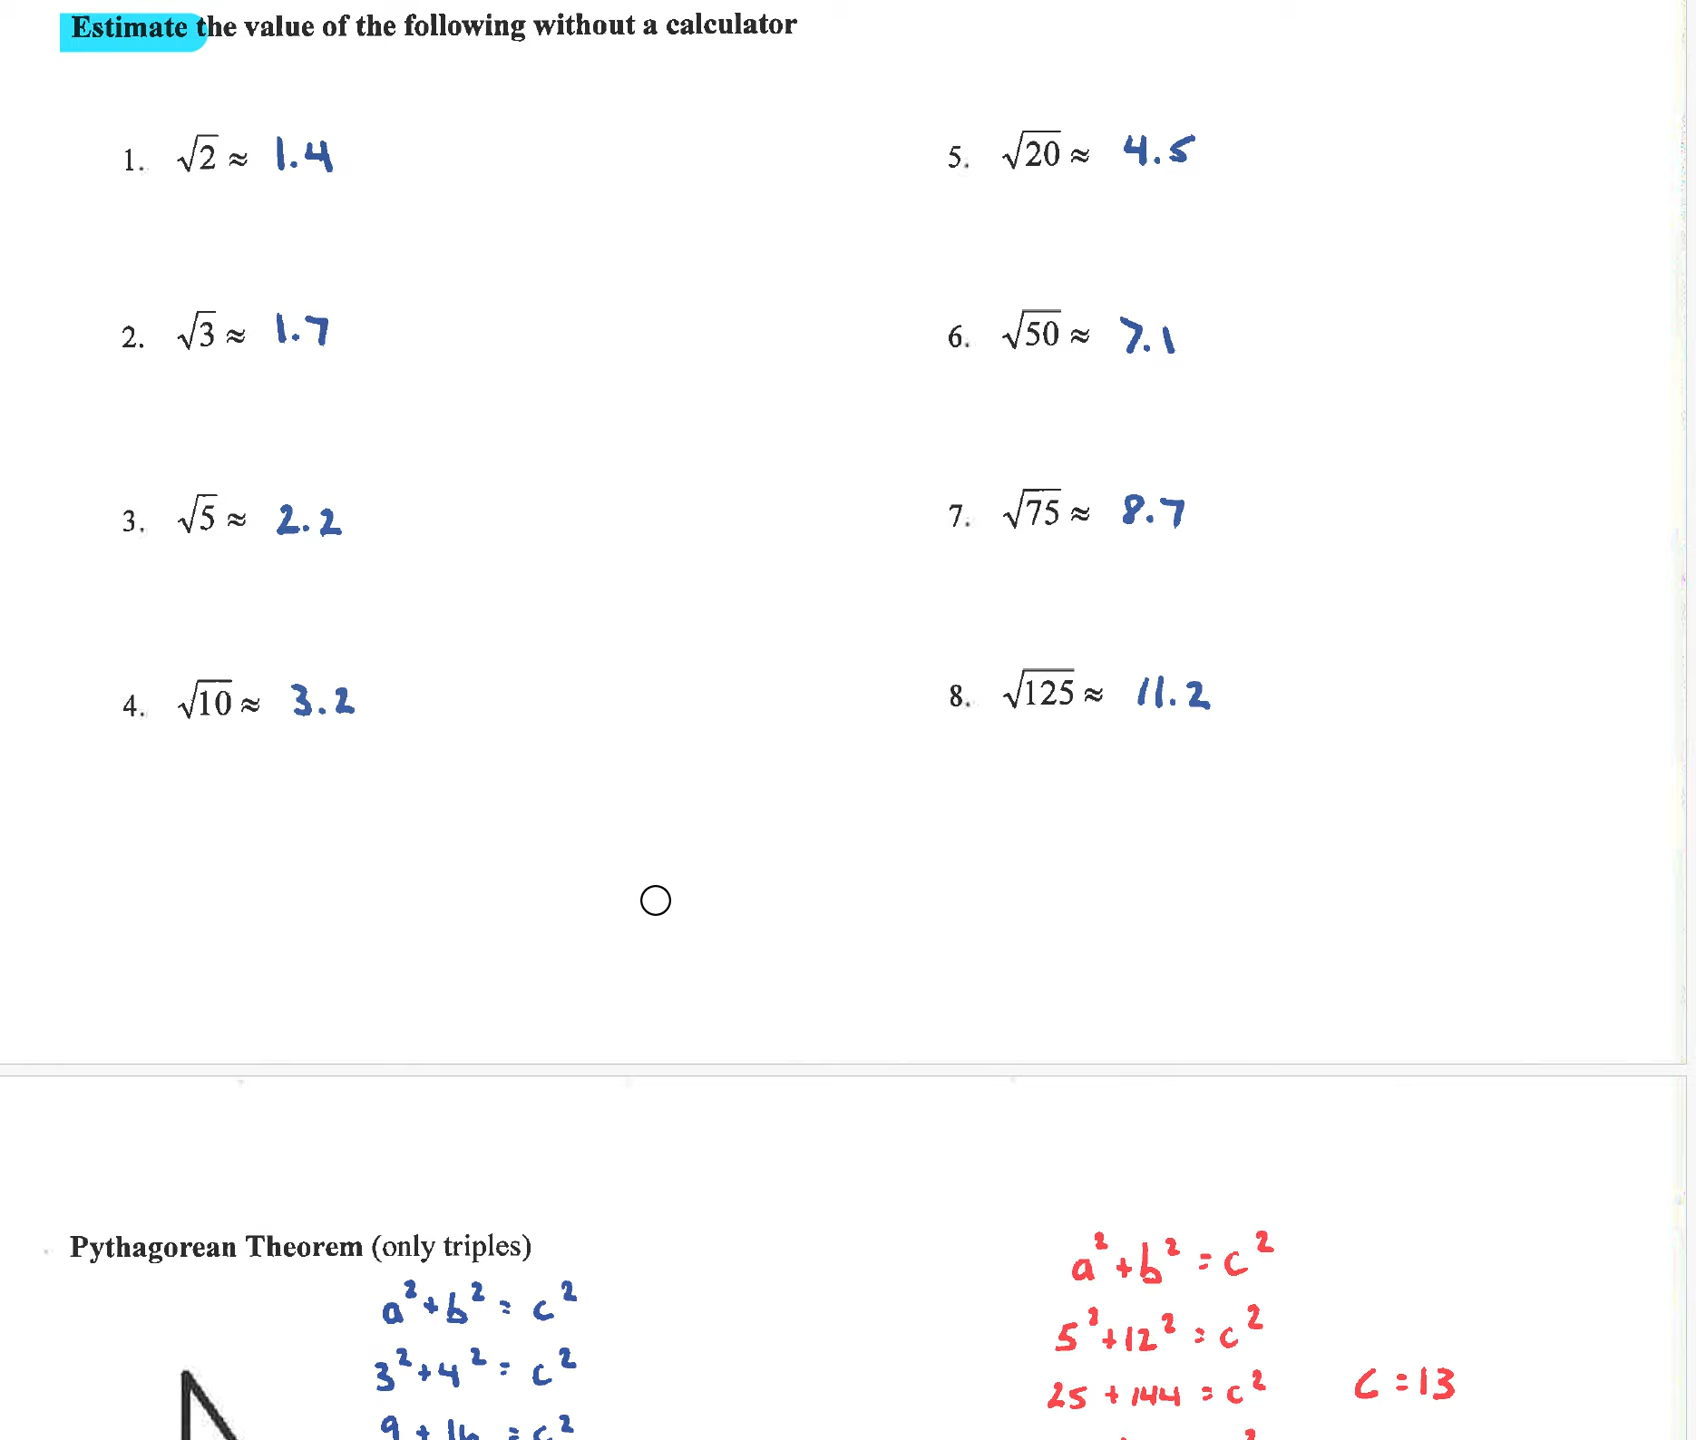 Estimate the value of the following without a calculator
1. √2 ≈ 1.4
5. √20 ≈ 4.5
2. √3 ≈ 1.7
6. √50 ≈ 7.1
3. √5 ≈ 2.2
7. √75 ≈ 8.7
4. √10 ≈ 3.2
8. √125 ≈ 11.2
Pythagorean Theorem (only triples)
a² + b² = c²
3² + 4² = c²
9 + 16 = c²
a² + b² = c²
5² + 12² = c²
25 + 144 = c²
c = 13